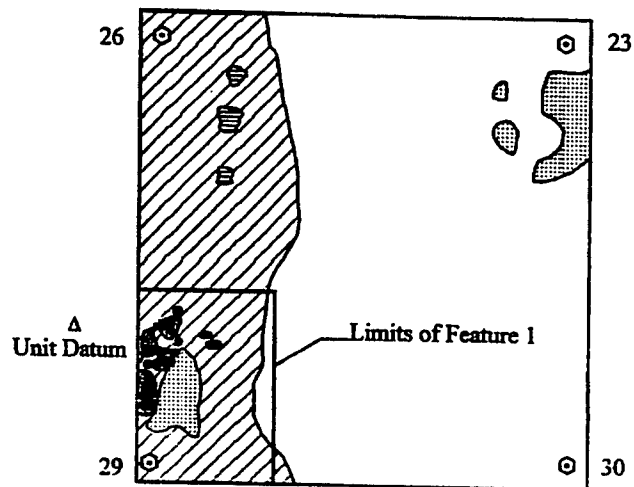 26
23
Δ
Unit Datum
Limits of Feature 1
29
30